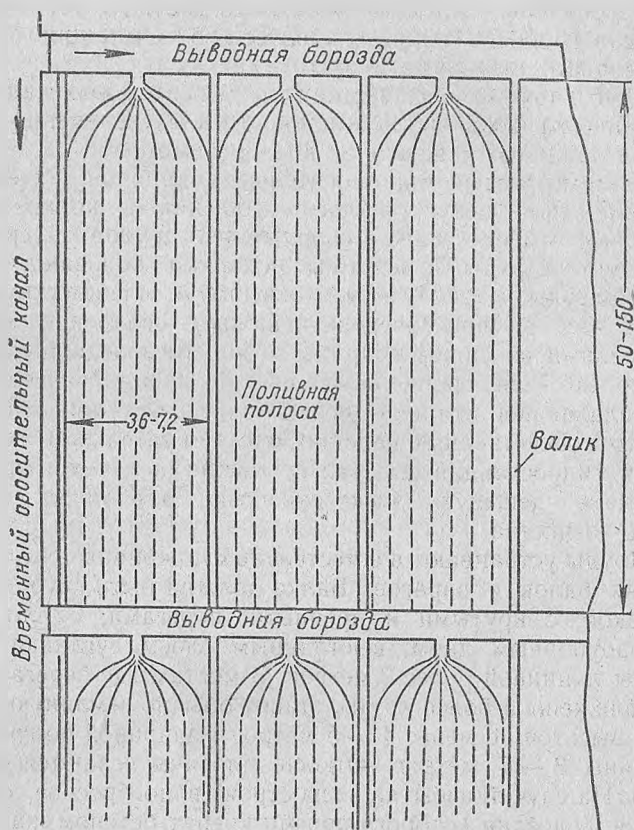 Выводная борозда
Временный оросительный канал
Поливная
полоса
3,6-7,2
50-150
Валик
Выводная борозда